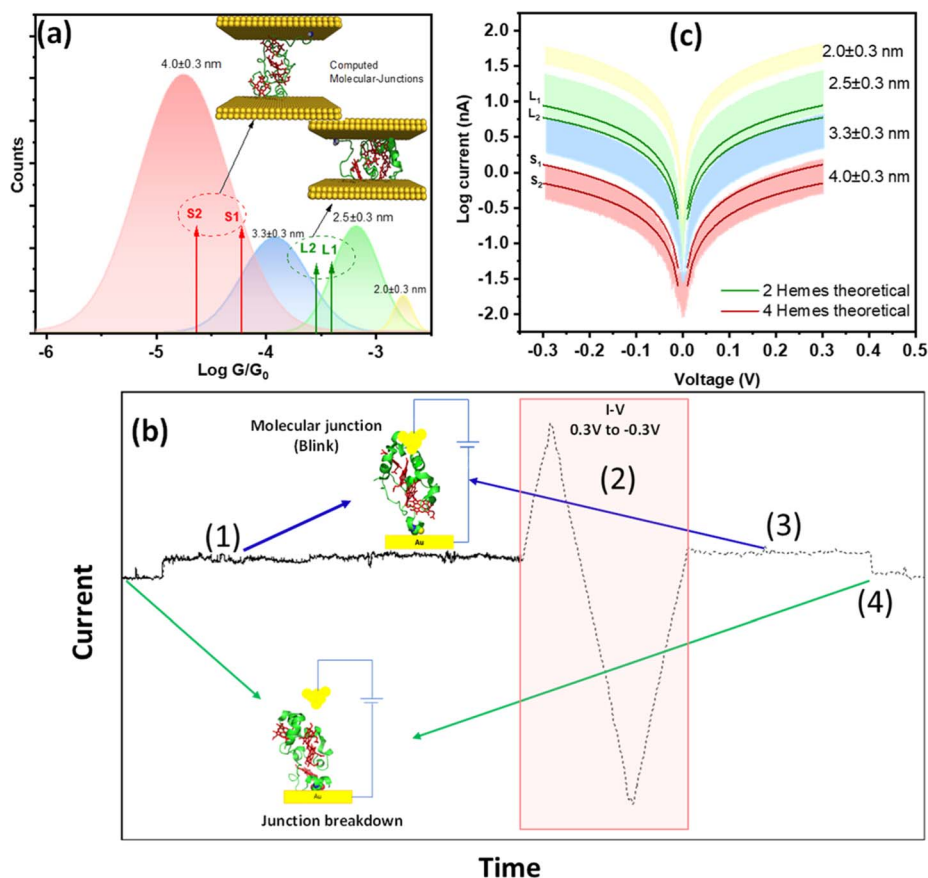 (a)
4.0±0.3 nm
Computed
Molecular-Junctions
S2
S1
3.3±0.3 nm
2.5±0.3 nm
L2
L1
2.0±0.3 nm
Counts
-6
-5
-4
-3
Log G/G₀
(c)
2.0±0.3 nm
2.5±0.3 nm
3.3±0.3 nm
4.0±0.3 nm
L₁
L₂
S₁
S₂
2 Hemes theoretical
4 Hemes theoretical
Log current (nA)
2.0
1.5
1.0
0.5
0.0
-0.5
-1.0
-1.5
-2.0
-0.3
-0.2
-0.1
0.0
0.1
0.2
0.3
0.4
0.5
Voltage (V)
(b)
Molecular junction
(Blink)
Au
I-V
0.3V to -0.3V
(1)
(2)
(3)
(4)
Au
Junction breakdown
Current
Time